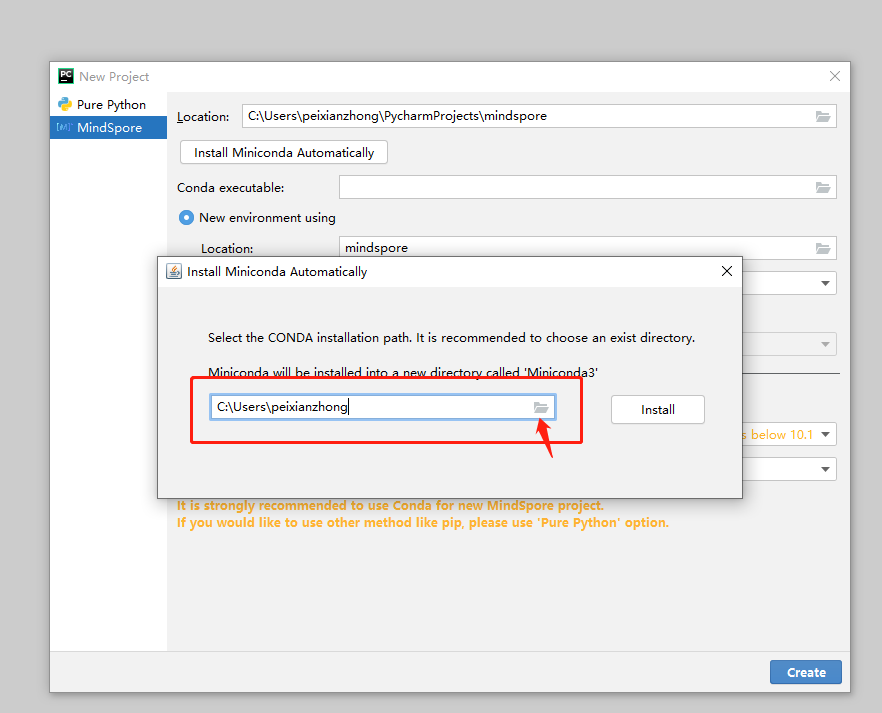 PC New Project
Pure Python
[M] MindSpore
Location: C:\Users\peixianzhong\PycharmProjects\mindspore
Install Miniconda Automatically
Conda executable:
New environment using
Location: mindspore
Install Miniconda Automatically
Select the CONDA installation path. It is recommended to choose an exist directory.
Miniconda will be installed into a new directory called 'Miniconda3'
C:\Users\peixianzhong
Install
below 10.1
It is strongly recommended to use Conda for new MindSpore project.
If you would like to use other method like pip, please use 'Pure Python' option.
Create